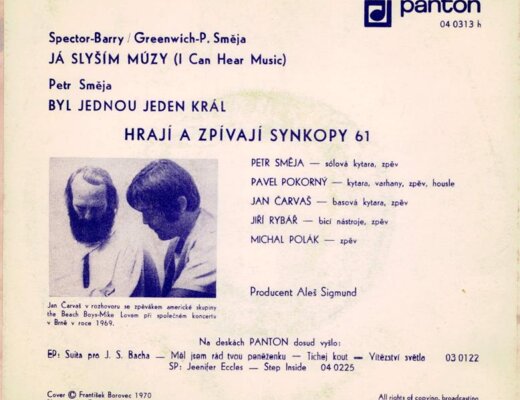 panton
04 0313 h
Spector-Barry/Greenwich-P. Směja
JÁ SLYŠÍM MÚZY (I Can Hear Music)
Petr Směja
BYL JEDNOU JEDEN KRÁL
HRAJÍ A ZPÍVAJÍ SYNKOPY 61
PETR SMĚJA — sólová kytara, zpěv
PAVEL POKORNÝ — kytara, varhany, zpěv, housle
JAN ČARVAŠ — basová kytara, zpěv
JIŘÍ RYBÁŘ — bicí nástroje, zpěv
MICHAL POLÁK — zpěv
Producent Aleš Sigmund
Jan Čarvaš v rozhovoru se zpěvákem americké skupiny
the Beach Boys-Mike Lovem při společném koncertu
v Brně v roce 1969.
Na deskách PANTON dosud vyšlo:
EP: Suita pro J. S. Bacha — Měl jsem rád tvou peněženku — Tichej kout — Vítězství světla 03 0122
SP: Jeenifer Eccles — Step Inside 04 0225
Cover © František Borovec 1970
All rights of copying, broadcasting